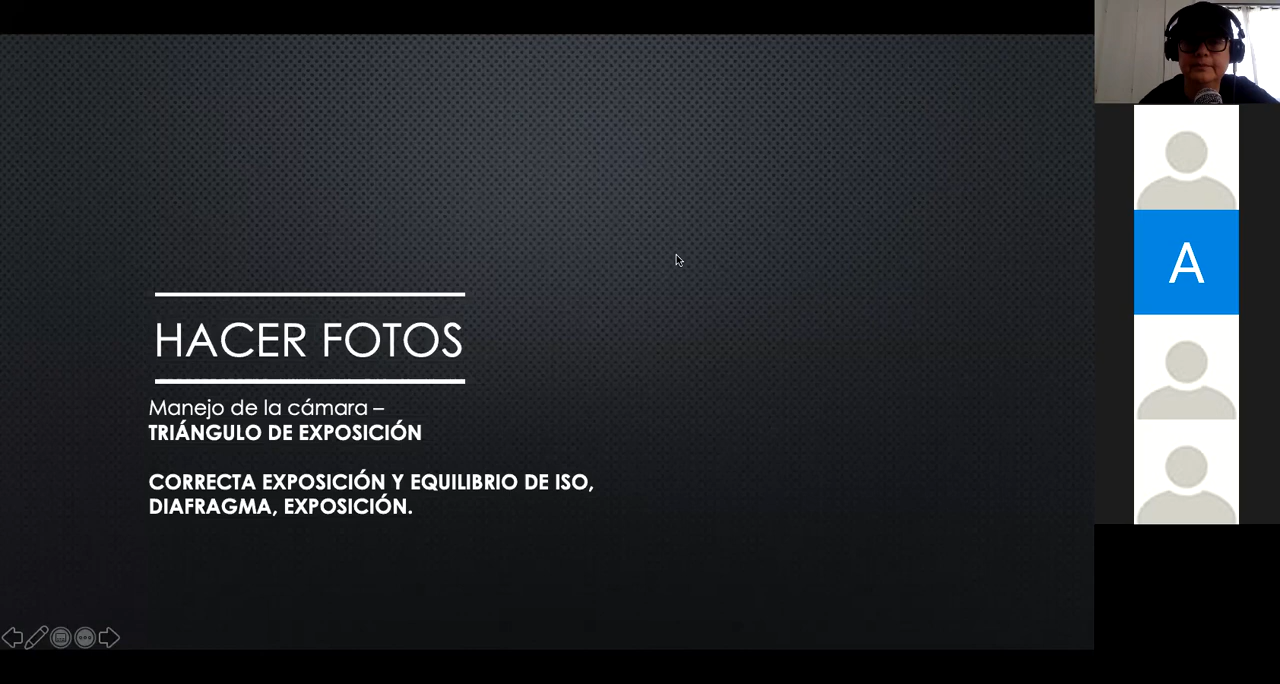 HACER FOTOS
Manejo de la cámara –
TRIÁNGULO DE EXPOSICIÓN
CORRECTA EXPOSICIÓN Y EQUILIBRIO DE ISO,
DIAFRAGMA, EXPOSICIÓN.
A